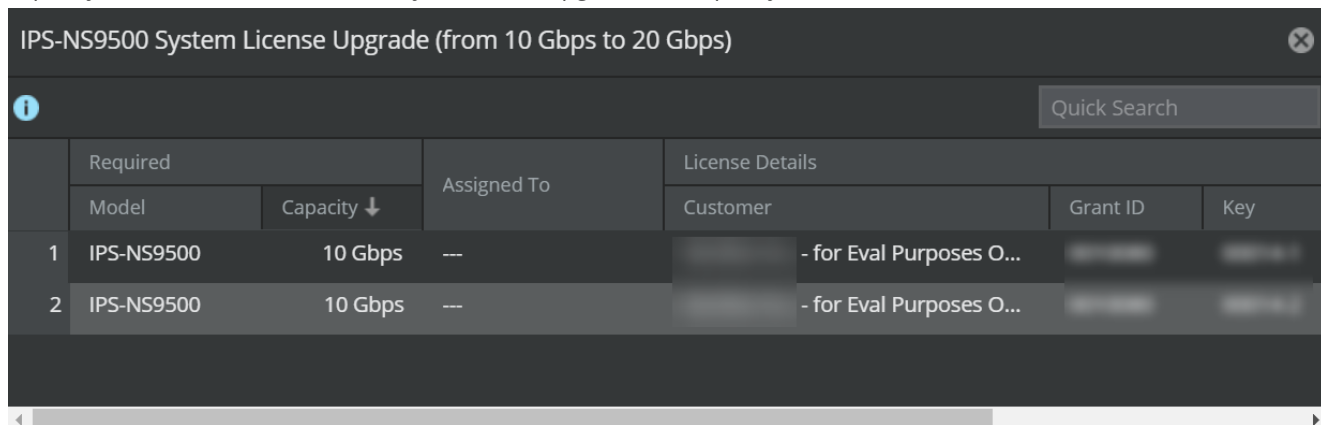 IPS-NS9500 System License Upgrade (from 10 Gbps to 20 Gbps)
Quick Search
Required Assigned To License Details
Model Capacity Customer Grant ID Key
1 IPS-NS9500 10 Gbps --- - for Eval Purposes O...
2 IPS-NS9500 10 Gbps --- - for Eval Purposes O...